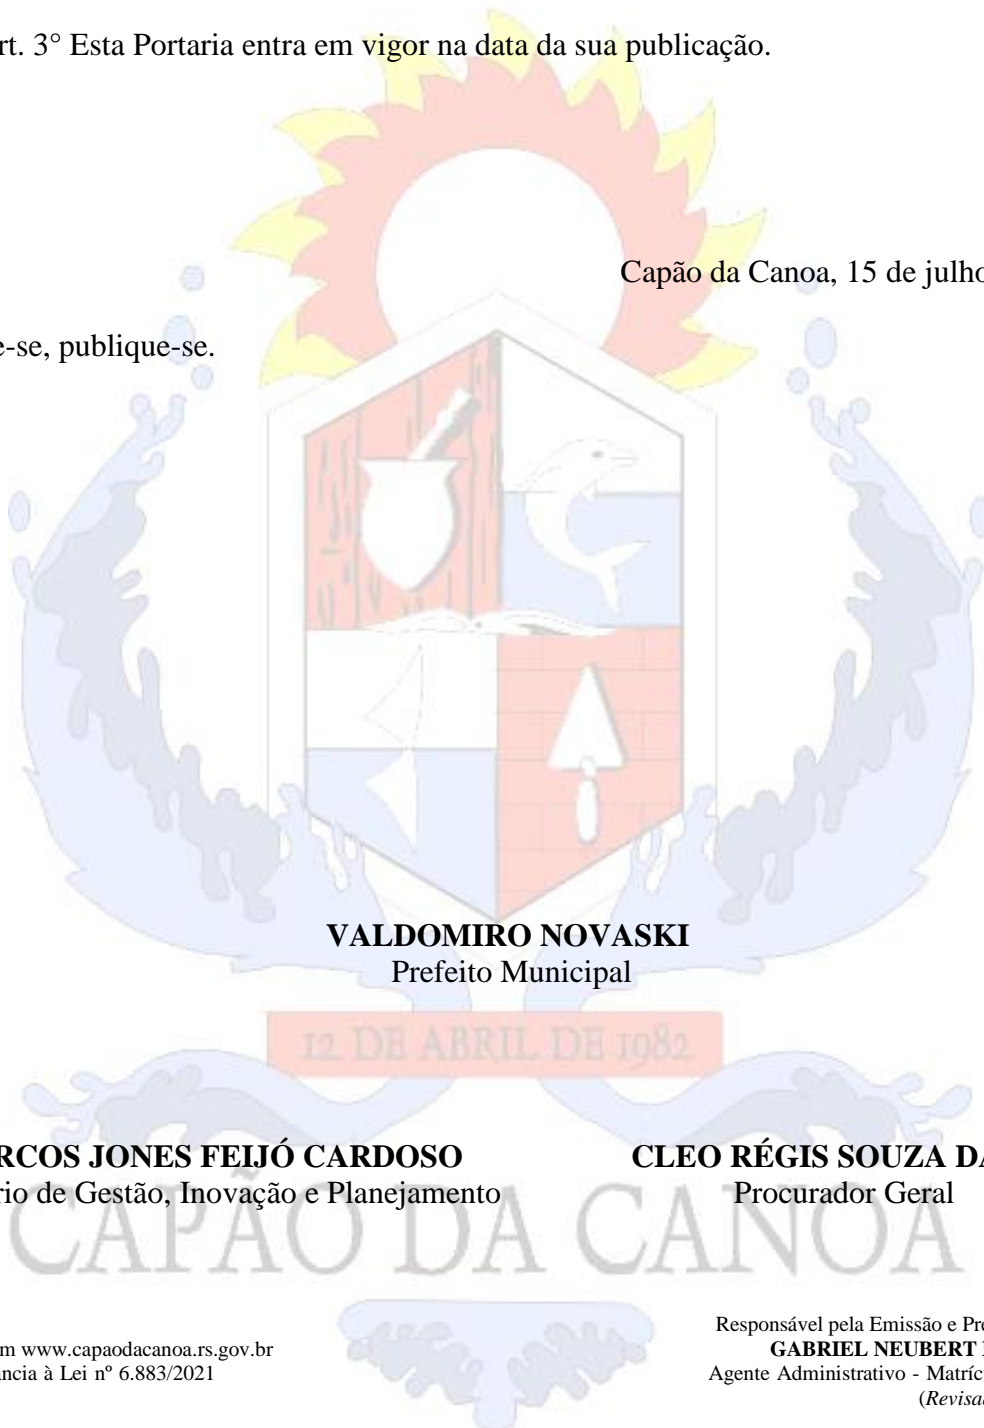 rt. 3° Esta Portaria entra em vigor na data da sua publicação.
Capão da Canoa, 15 de julho
e-se, publique-se.
VALDOMIRO NOVASKI
Prefeito Municipal
12 DE ABRIL DE 1982
RCOS JONES FEIJÓ CARDOSO
CLEO RÉGIS SOUZA DA
rio de Gestão, Inovação e Planejamento
Procurador Geral
CAPÃO DA CANOA
Responsável pela Emissão e Pre
m www.capaodacanoa.rs.gov.br
GABRIEL NEUBERT
ncia à Lei nº 6.883/2021
Agente Administrativo - Matríc
(Revisa